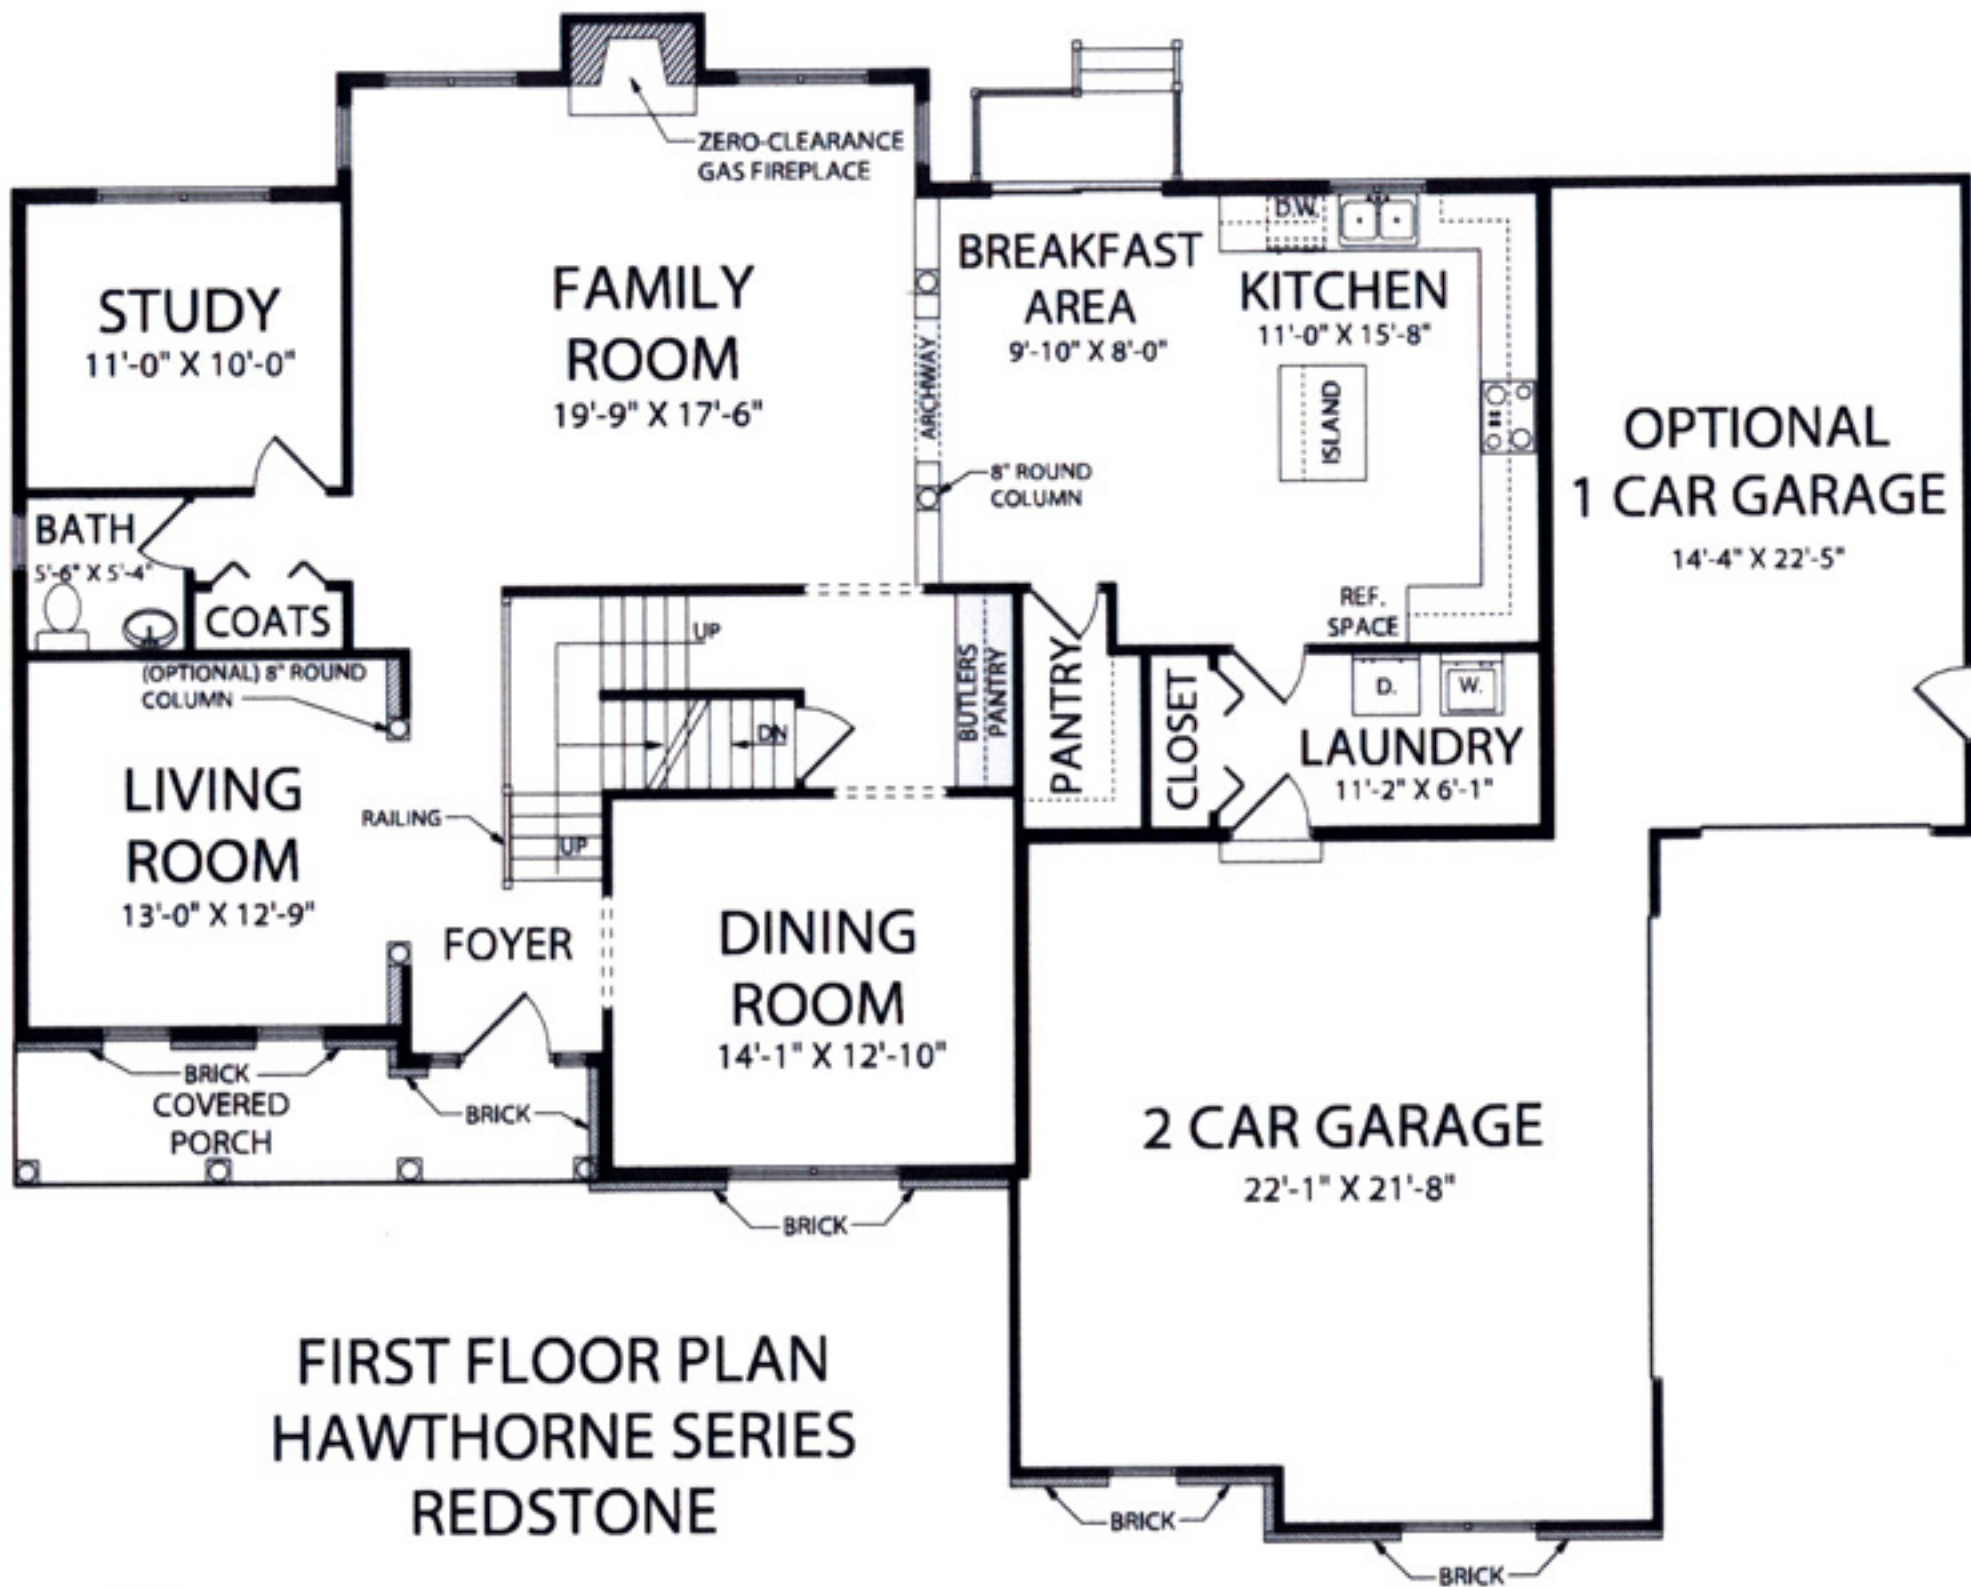 ZERO-CLEARANCE
GAS FIREPLACE
STUDY
11'-0" X 10'-0"
FAMILY
ROOM
19'-9" X 17'-6"
ARCHWAY
8" ROUND
COLUMN
BREAKFAST
AREA
9'-10" X 8'-0"
D.W.
KITCHEN
11'-0" X 15'-8"
ISLAND
REF.
SPACE
OPTIONAL
1 CAR GARAGE
14'-4" X 22'-5"
BATH
5'-6" X 5'-4"
COATS
(OPTIONAL) 8" ROUND
COLUMN
LIVING
ROOM
13'-0" X 12'-9"
RAILING
UP
DN
UP
BUTLERS
PANTRY
PANTRY
CLOSET
D.
W.
LAUNDRY
11'-2" X 6'-1"
FOYER
DINING
ROOM
14'-1" X 12'-10"
BRICK
COVERED
PORCH
BRICK
BRICK
2 CAR GARAGE
22'-1" X 21'-8"
BRICK
BRICK
FIRST FLOOR PLAN
HAWTHORNE SERIES
REDSTONE